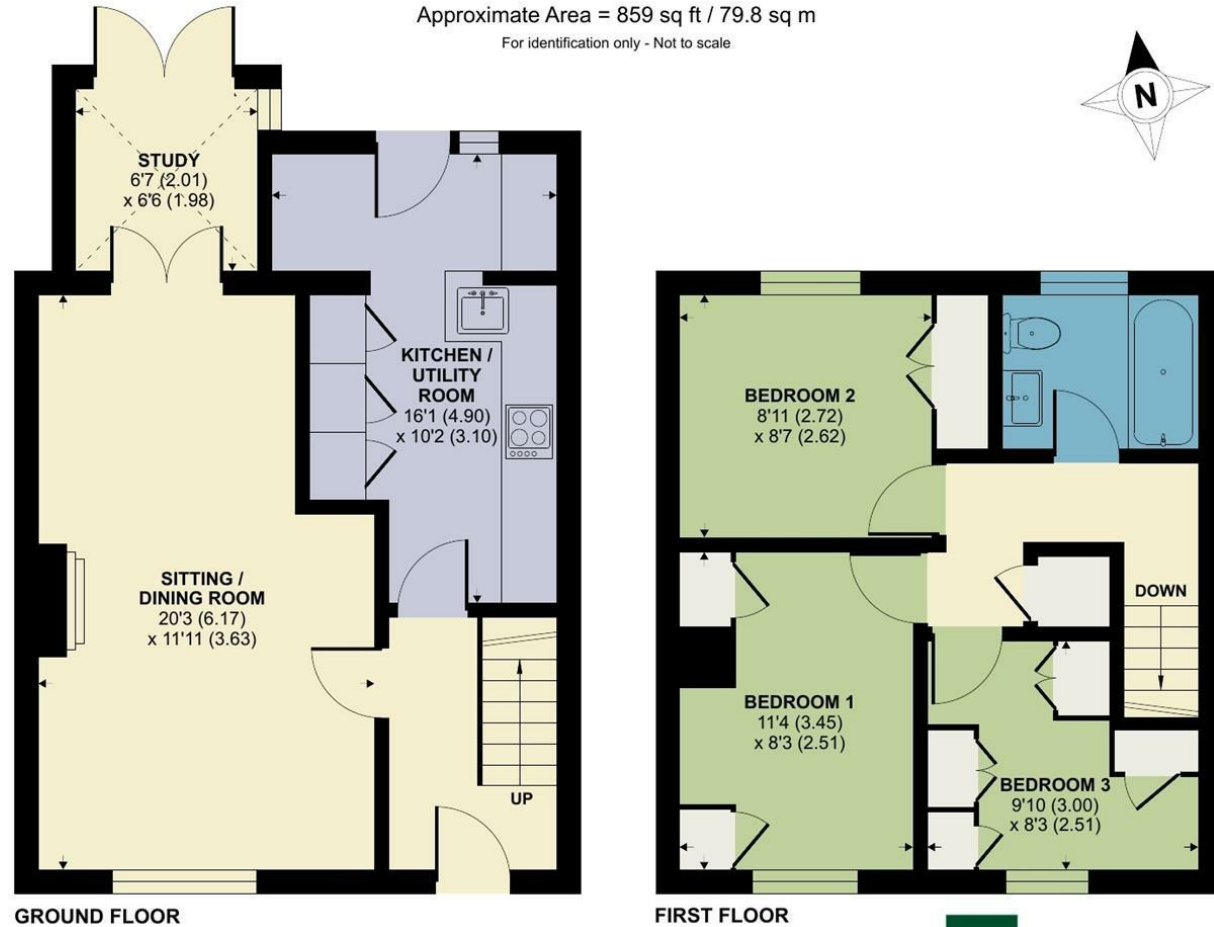 Approximate Area = 859 sq ft / 79.8 sq m
For identification only - Not to scale
N
STUDY
6'7 (2.01)
x 6'6 (1.98)
KITCHEN /
UTILITY
ROOM
16'1 (4.90)
x 10'2 (3.10)
SITTING /
DINING ROOM
20'3 (6.17)
x 11'11 (3.63)
UP
GROUND FLOOR
BEDROOM 2
8'11 (2.72)
x 8'7 (2.62)
DOWN
BEDROOM 1
11'4 (3.45)
x 8'3 (2.51)
BEDROOM 3
9'10 (3.00)
x 8'3 (2.51)
FIRST FLOOR